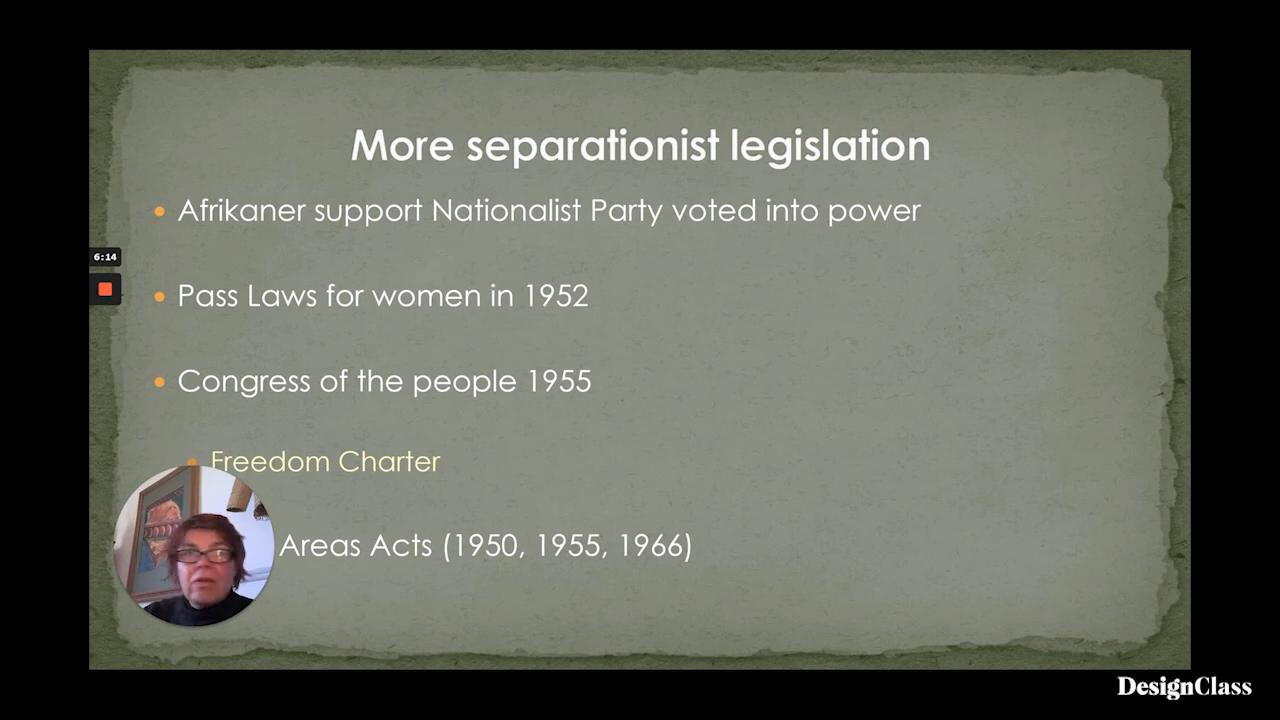 More separationist legislation
Afrikaner support Nationalist Party voted into power
6:14
Pass Laws for women in 1952
Congress of the people 1955
Freedom Charter
Areas Acts (1950, 1955, 1966)
DesignClass